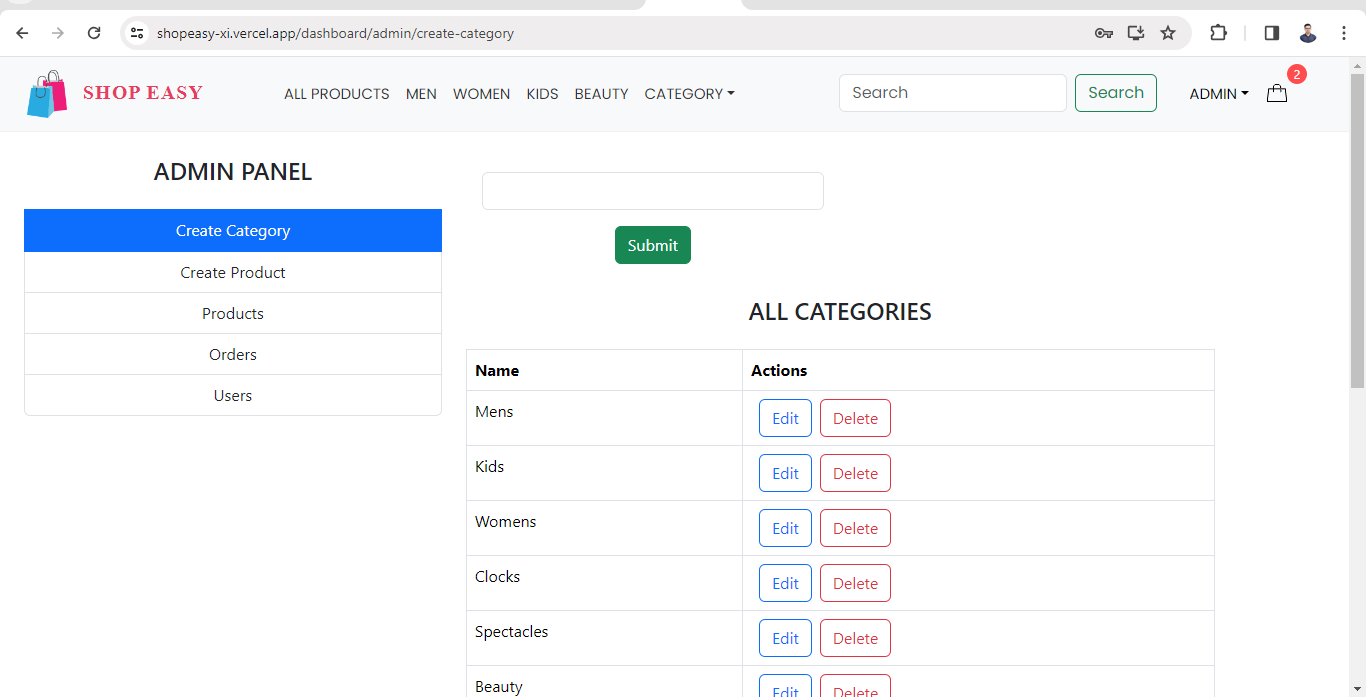 shopeasy-xi.vercel.app/dashboard/admin/create-category
SHOP EASY ALL PRODUCTS MEN WOMEN KIDS BEAUTY CATEGORY Search Search ADMIN 2
ADMIN PANEL
Create Category
Create Product
Products
Orders
Users
Submit
ALL CATEGORIES
Name Actions
Mens Edit Delete
Kids Edit Delete
Womens Edit Delete
Clocks Edit Delete
Spectacles Edit Delete
Beauty Edit Delete